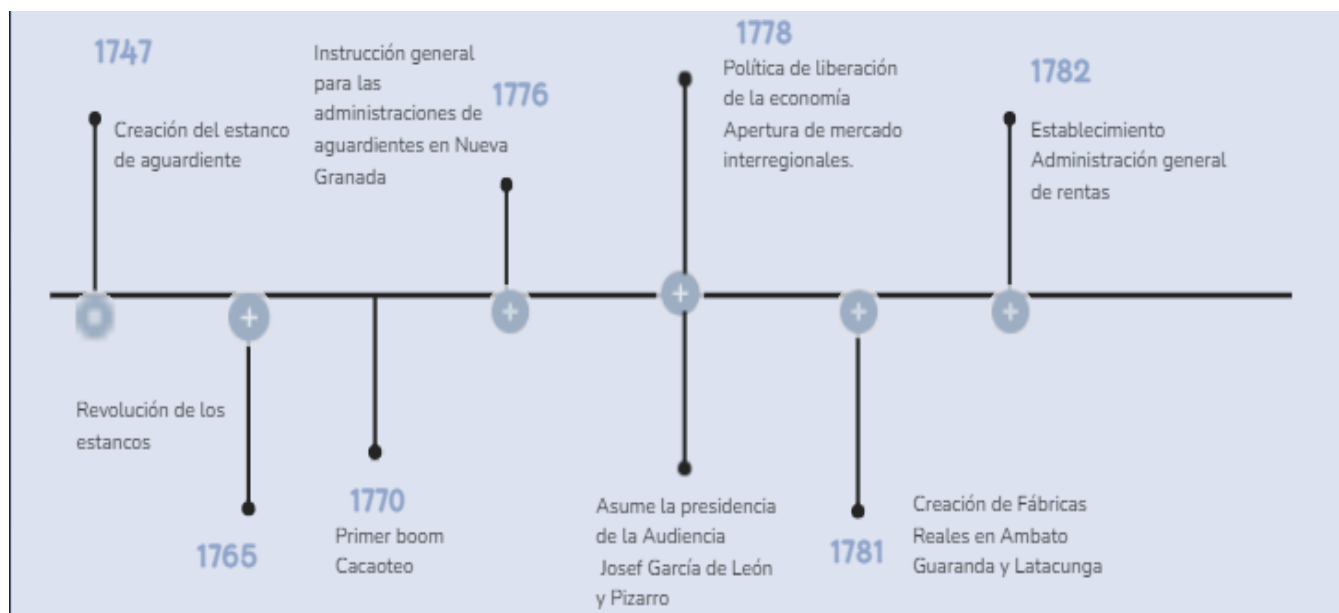 1747
Creación del estanco
de aguardiente
Revolución de los
estancos
1765
1770
Primer boom
Cacaoteo
Instrucción general
para las
administraciones de
aguardientes en Nueva
Granada
1776
1778
Política de liberación
de la economía
Apertura de mercado
interregionales.
Asume la presidencia
de la Audiencia
Josef García de León
y Pizarro
1781
Creación de Fábricas
Reales en Ambato
Guaranda y Latacunga
1782
Establecimiento
Administración general
de rentas